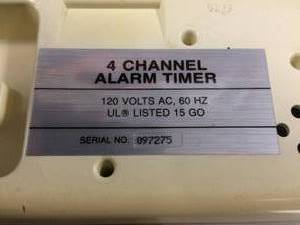 4 CHANNEL
ALARM TIMER
120 VOLTS AC, 60 HZ
UL® LISTED 15 GO
SERIAL NO. 097275